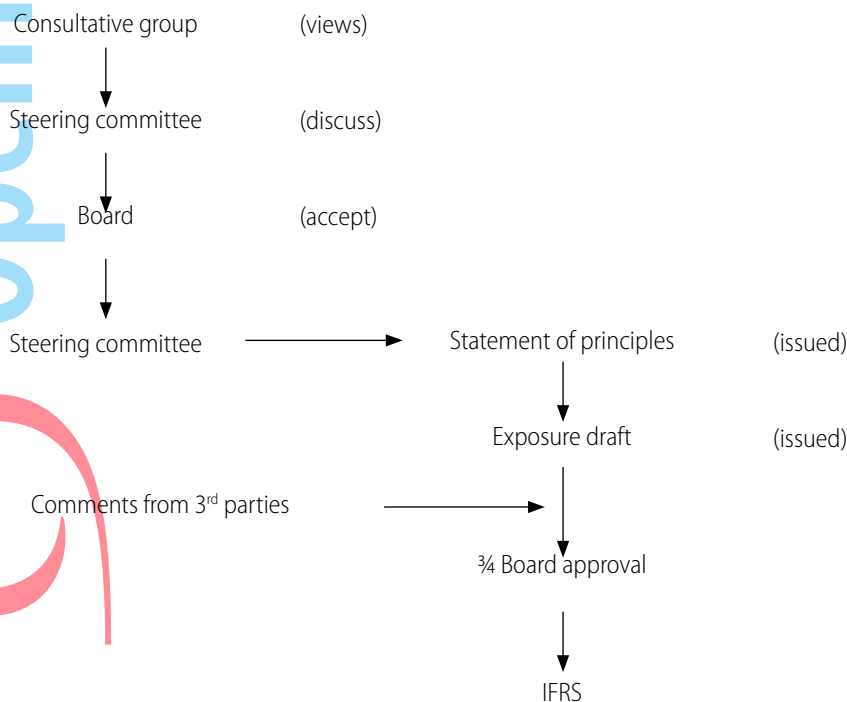 Consultative group (views)
Steering committee (discuss)
Board (accept)
Steering committee Statement of principles (issued)
Exposure draft (issued)
Comments from 3rd parties
¾ Board approval
IFRS